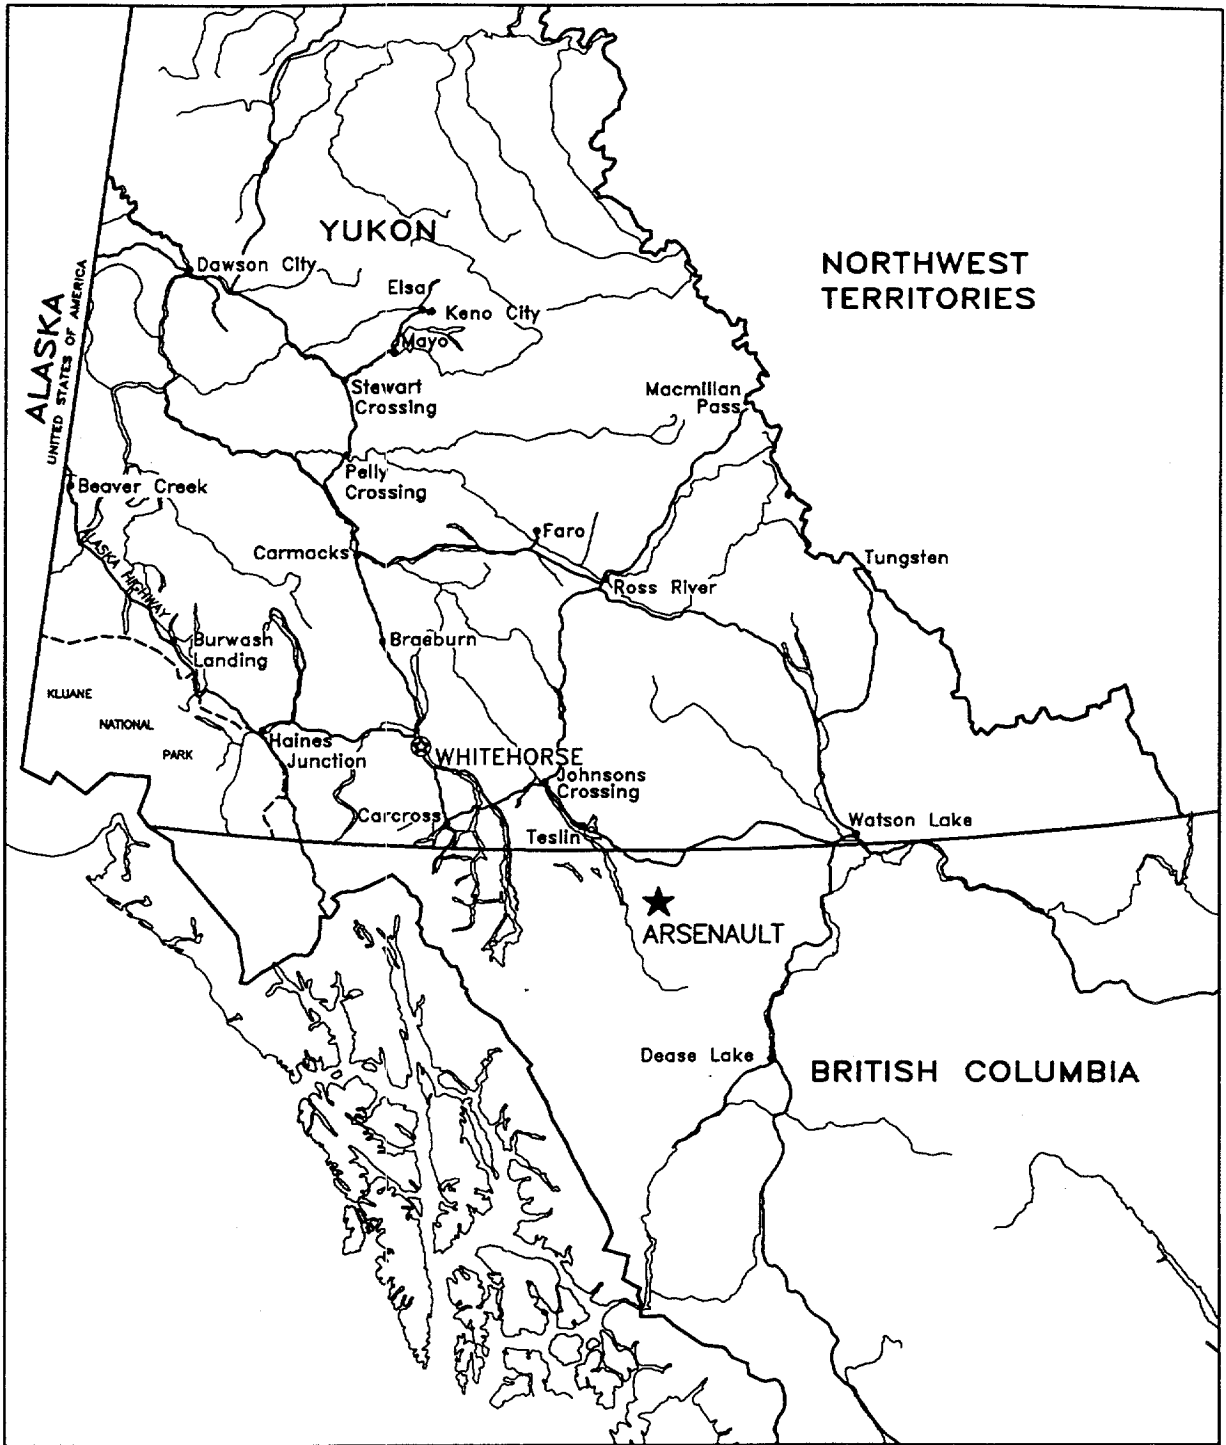 YUKON
NORTHWEST
TERRITORIES
Dawson City
Elsa
Keno City
Mayo
ALASKA
UNITED STATES OF AMERICA
Stewart
Crossing
Macmillan
Pass
Pelly
Crossing
Beaver Creek
Faro
ALASKA HIGHWAY
Carmacks
Tungsten
Ross River
Burwash
Landing
Braeburn
KLUANE
NATIONAL
PARK
Haines
Junction
WHITEHORSE
Johnsons
Crossing
Carcross
Teslin
Watson Lake
ARSENAULT
Dease Lake
BRITISH COLUMBIA